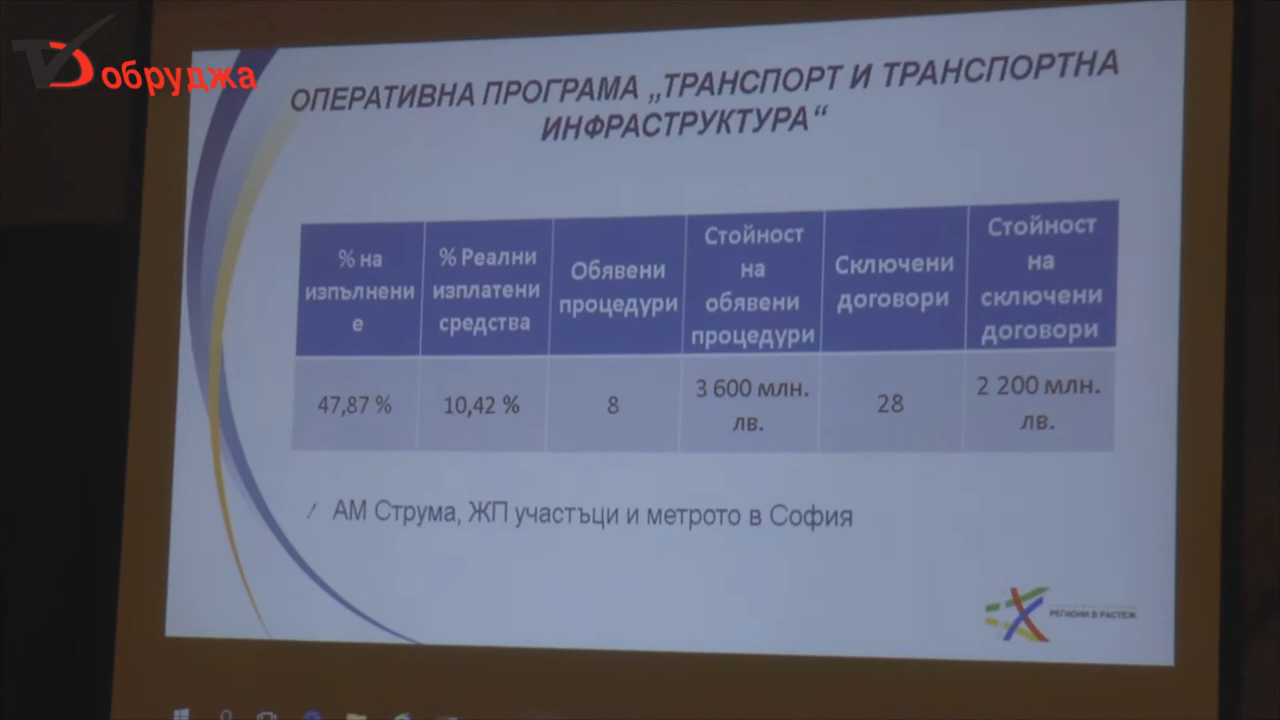 TV Добруджа
ОПЕРАТИВНА ПРОГРАМА „ТРАНСПОРТ И ТРАНСПОРТНА
ИНФРАСТРУКТУРА“
% на
изпълнени
е
% Реални
изплатени
средства
Обявени
процедури
Стойност
на
обявени
процедури
Сключени
договори
Стойност
на
сключени
договори
47,87 %
10,42 %
8
3 600 млн.
лв.
28
2 200 млн.
лв.
АМ Струма, ЖП участъци и метрото в София
РЕГИОНИ В РАСТЕЖ